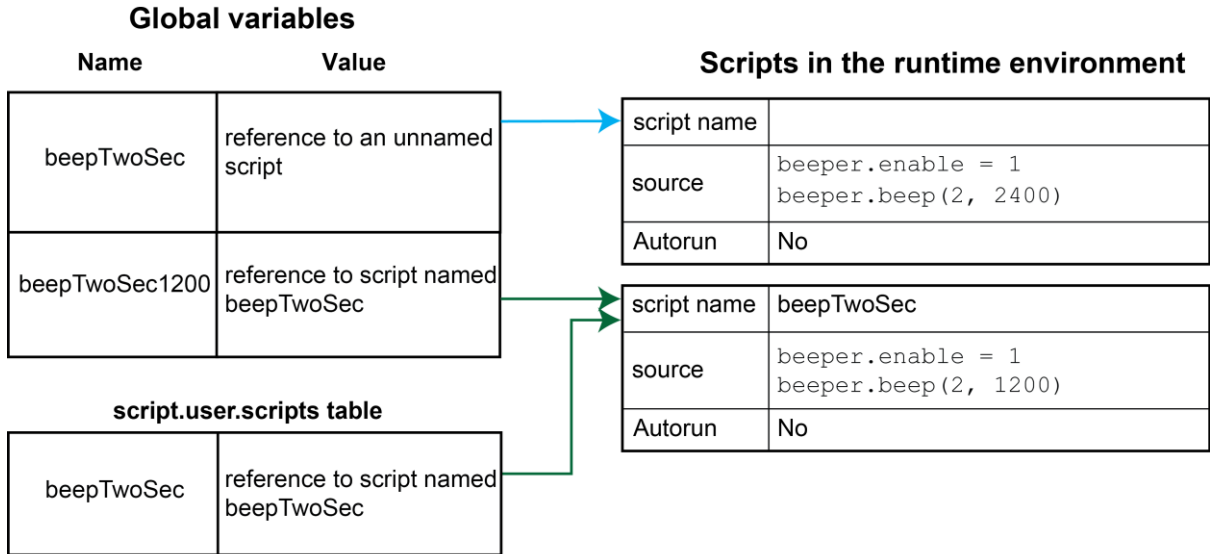 Global variables
Name Value
beepTwoSec
reference to an unnamed
script
beepTwoSec1200
reference to script named
beepTwoSec
script.user.scripts table
beepTwoSec
reference to script named
beepTwoSec
Scripts in the runtime environment
script name
source
beeper.enable = 1
beeper.beep(2, 2400)
Autorun No
script name beepTwoSec
source
beeper.enable = 1
beeper.beep(2, 1200)
Autorun No